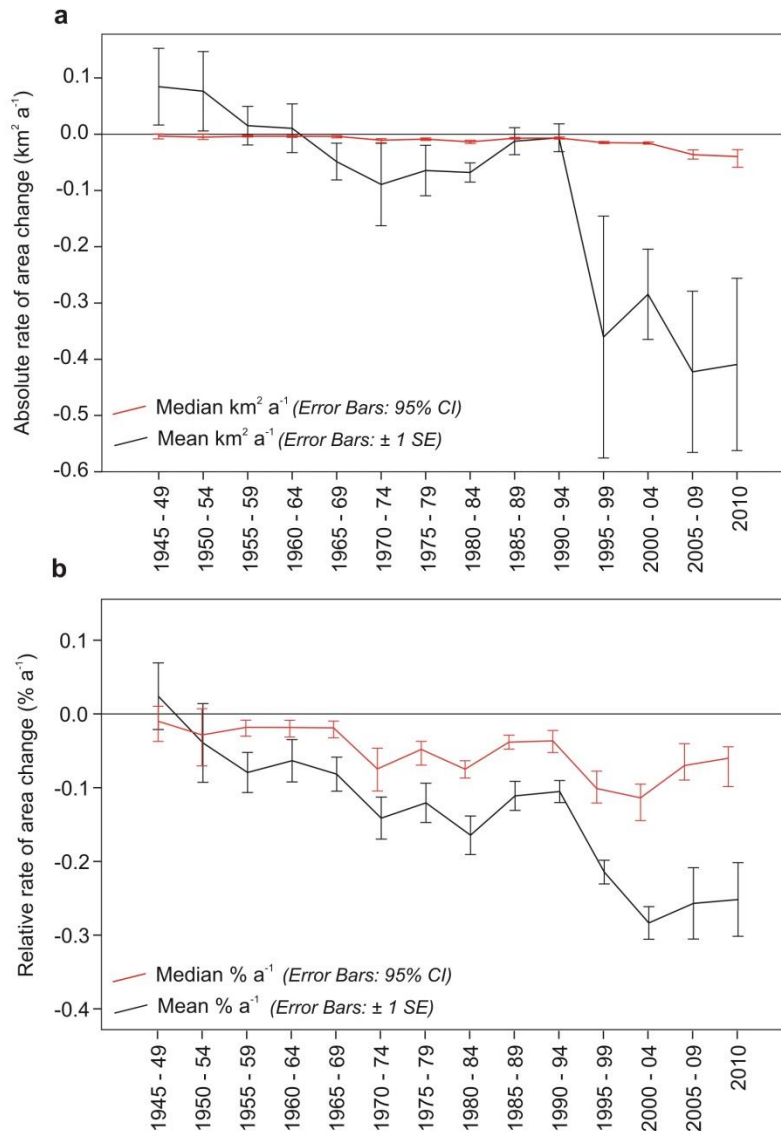 a
Absolute rate of area change (km² a⁻¹)
0.1
0.0
-0.1
-0.2
-0.3
-0.4
-0.5
-0.6
Median km² a⁻¹ (Error Bars: 95% CI)
Mean km² a⁻¹ (Error Bars: ± 1 SE)
1945 - 49
1950 - 54
1955 - 59
1960 - 64
1965 - 69
1970 - 74
1975 - 79
1980 - 84
1985 - 89
1990 - 94
1995 - 99
2000 - 04
2005 - 09
2010
b
Relative rate of area change (% a⁻¹)
0.1
0.0
-0.1
-0.2
-0.3
-0.4
Median % a⁻¹ (Error Bars: 95% CI)
Mean % a⁻¹ (Error Bars: ± 1 SE)
1945 - 49
1950 - 54
1955 - 59
1960 - 64
1965 - 69
1970 - 74
1975 - 79
1980 - 84
1985 - 89
1990 - 94
1995 - 99
2000 - 04
2005 - 09
2010